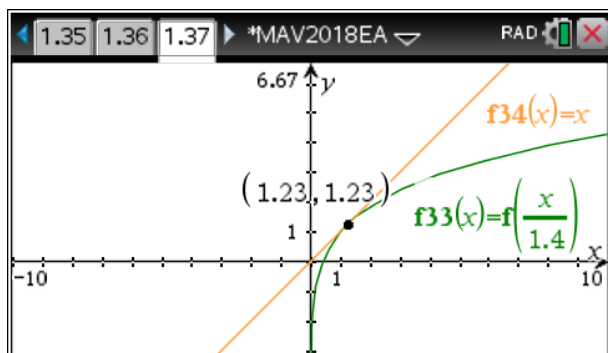 1.35 1.36 1.37 *MAV2018EA RAD
6.67 y
f34(x)=x
(1.23,1.23)
f33(x)=f(x/1.4)
1
x
-10 1 10